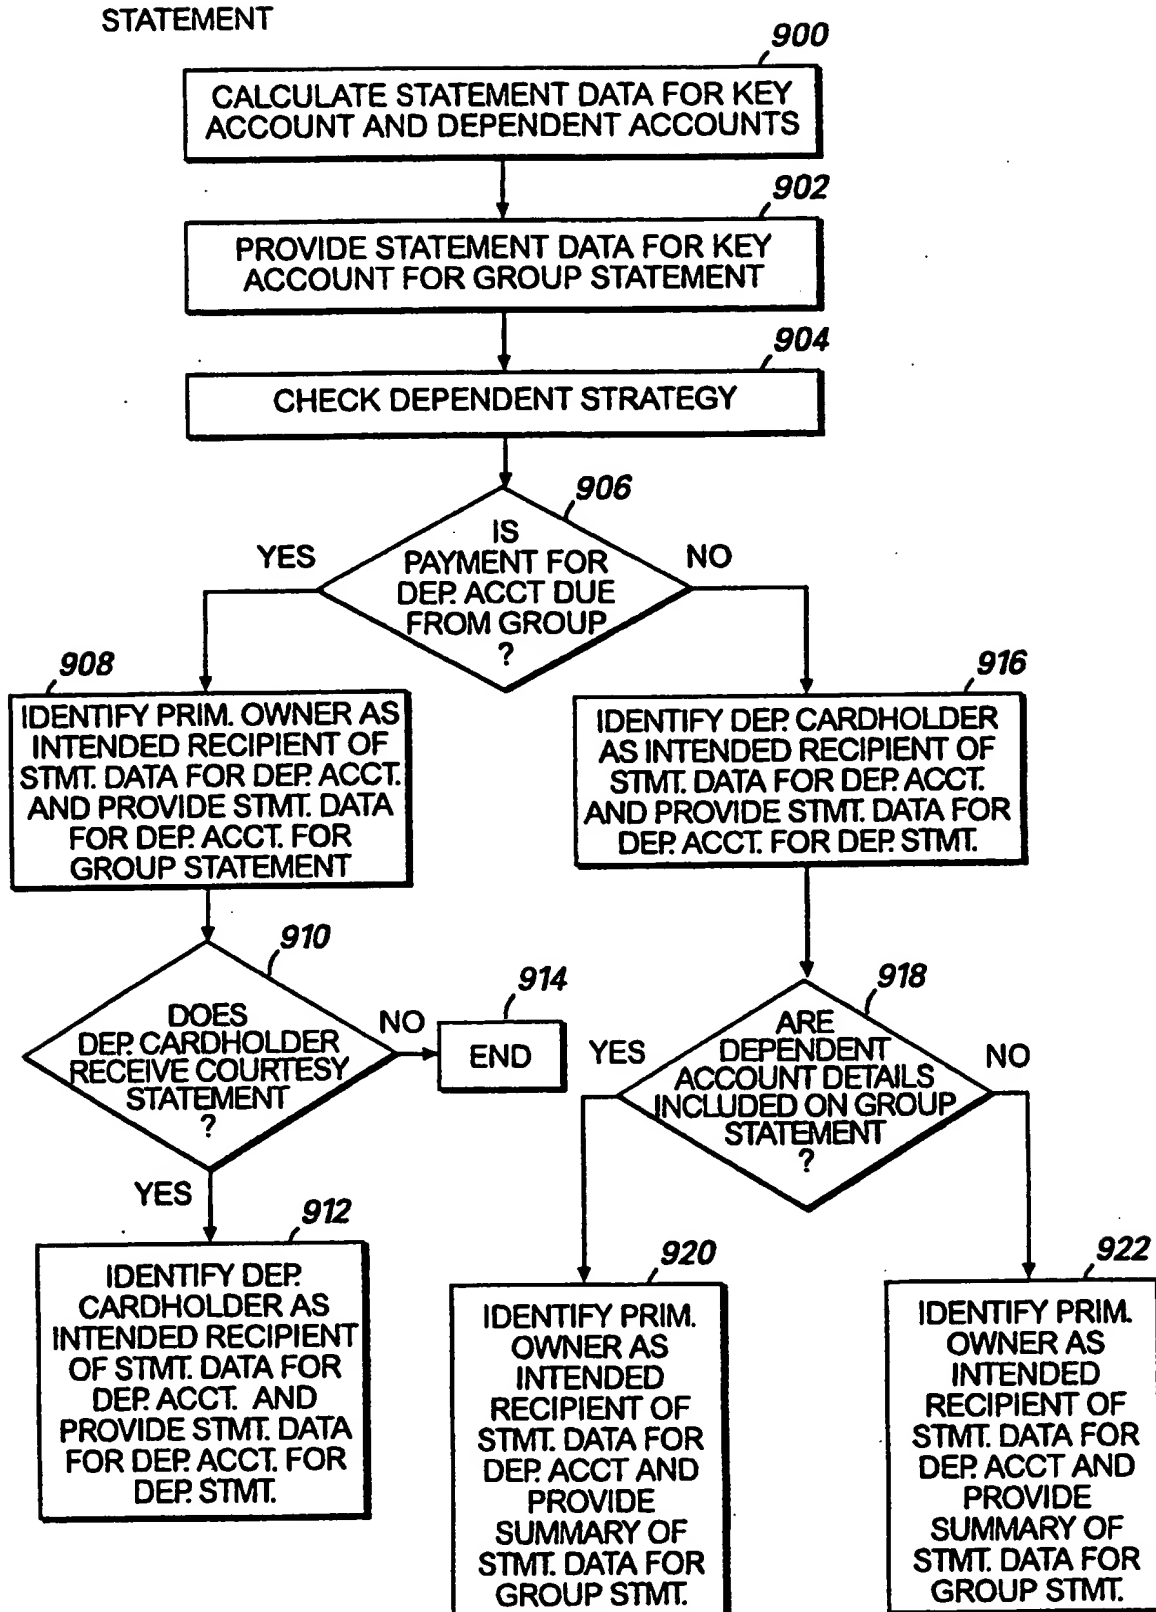 STATEMENT
900
CALCULATE STATEMENT DATA FOR KEY
ACCOUNT AND DEPENDENT ACCOUNTS
902
PROVIDE STATEMENT DATA FOR KEY
ACCOUNT FOR GROUP STATEMENT
904
CHECK DEPENDENT STRATEGY
906
IS
PAYMENT FOR
DEP. ACCT DUE
FROM GROUP
?
YES
NO
908
IDENTIFY PRIM. OWNER AS
INTENDED RECIPIENT OF
STMT. DATA FOR DEP. ACCT.
AND PROVIDE STMT. DATA
FOR DEP. ACCT. FOR
GROUP STATEMENT
916
IDENTIFY DEP. CARDHOLDER
AS INTENDED RECIPIENT OF
STMT. DATA FOR DEP. ACCT.
AND PROVIDE STMT. DATA FOR
DEP. ACCT. FOR DEP. STMT.
910
DOES
DEP. CARDHOLDER
RECEIVE COURTESY
STATEMENT
?
NO
914
END
YES
918
ARE
DEPENDENT
ACCOUNT DETAILS
INCLUDED ON GROUP
STATEMENT
?
YES
NO
912
IDENTIFY DEP.
CARDHOLDER AS
INTENDED RECIPIENT
OF STMT. DATA FOR
DEP. ACCT. AND
PROVIDE STMT. DATA
FOR DEP. ACCT. FOR
DEP. STMT.
920
IDENTIFY PRIM.
OWNER AS
INTENDED
RECIPIENT OF
STMT. DATA FOR
DEP. ACCT AND
PROVIDE
SUMMARY OF
STMT. DATA FOR
GROUP STMT.
922
IDENTIFY PRIM.
OWNER AS
INTENDED
RECIPIENT OF
STMT. DATA FOR
DEP. ACCT AND
PROVIDE
SUMMARY OF
STMT. DATA FOR
GROUP STMT.